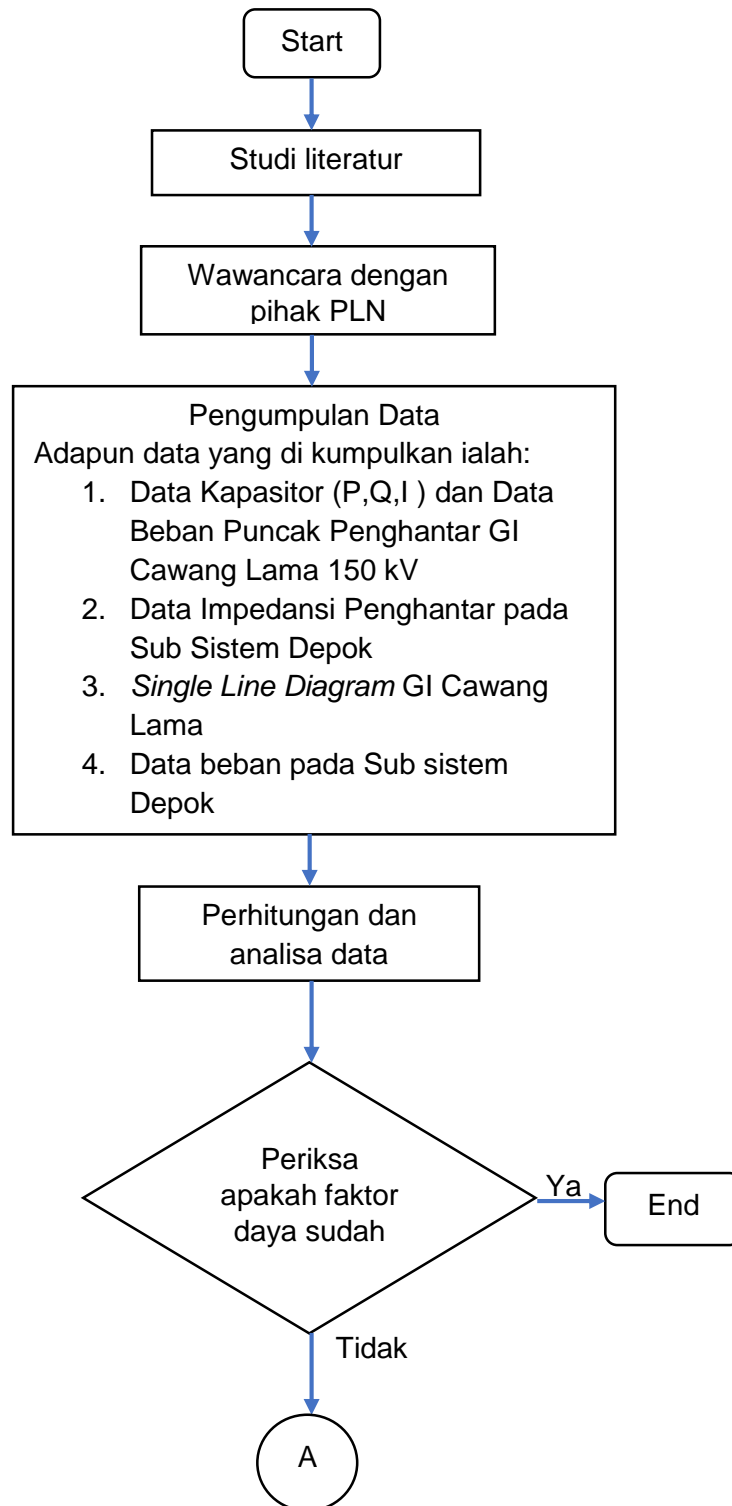 Start
Studi literatur
Wawancara dengan
pihak PLN
Pengumpulan Data
Adapun data yang di kumpulkan ialah:
1. Data Kapasitor (P,Q,I ) dan Data
Beban Puncak Penghantar GI
Cawang Lama 150 kV
2. Data Impedansi Penghantar pada
Sub Sistem Depok
3. Single Line Diagram GI Cawang
Lama
4. Data beban pada Sub sistem
Depok
Perhitungan dan
analisa data
Periksa
apakah faktor
daya sudah
Ya
End
Tidak
A